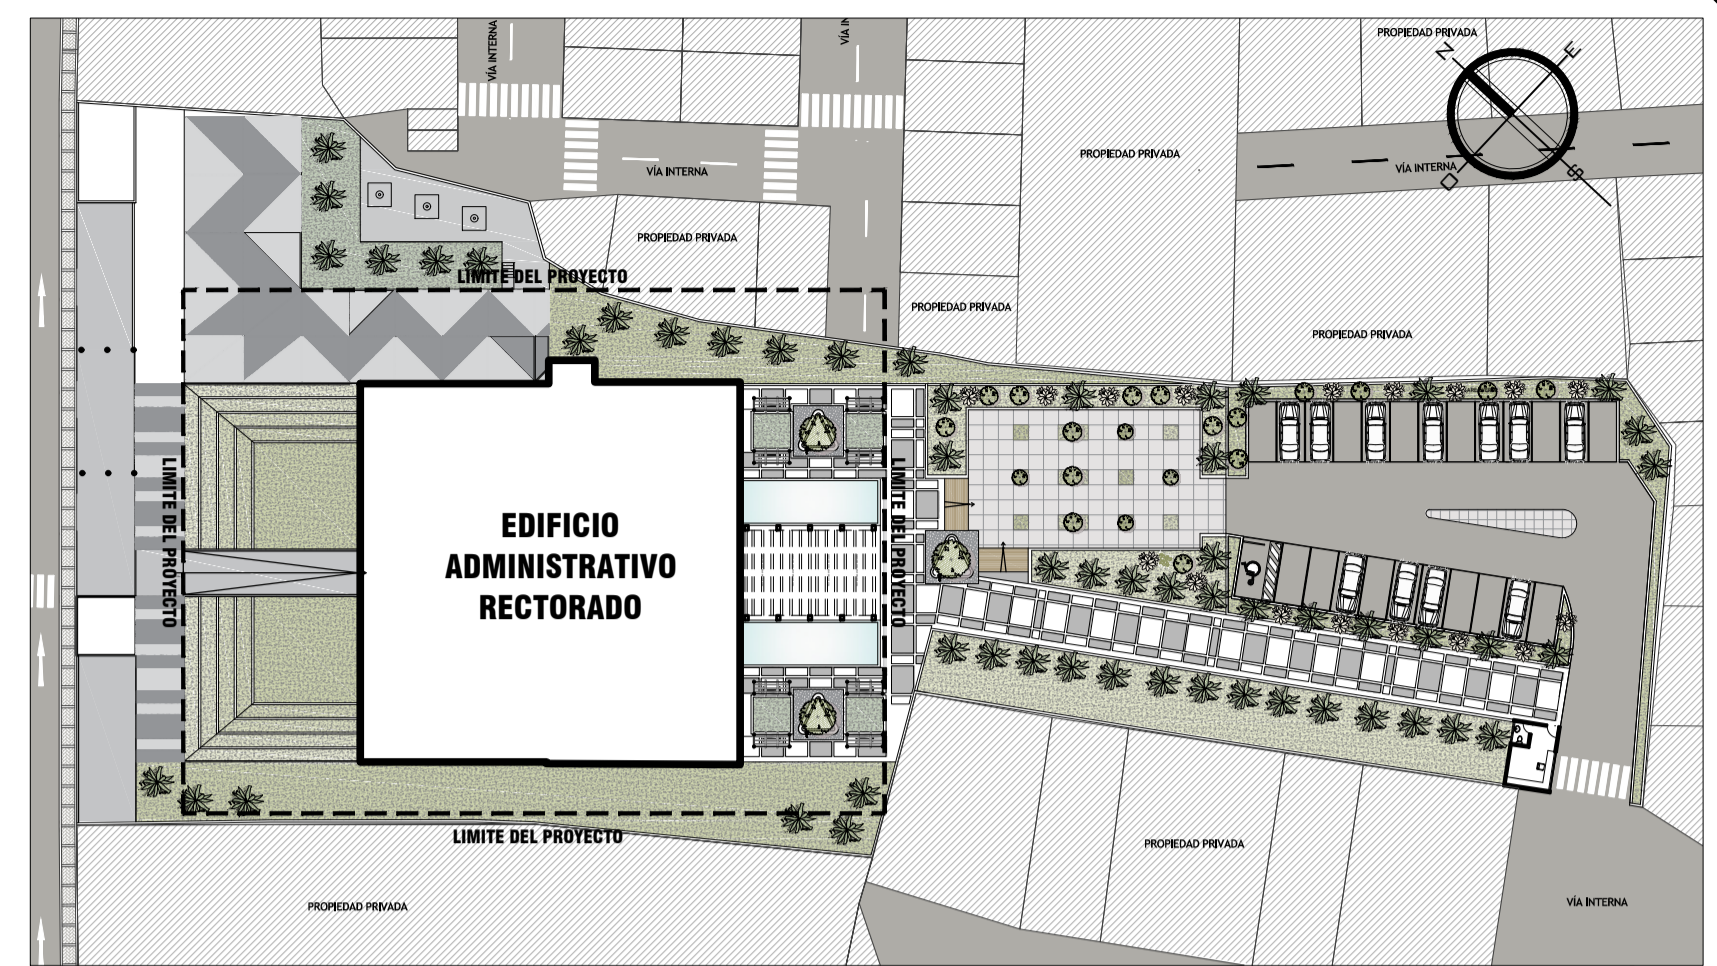 VÍA INTERNA
VÍA IN
PROPIEDAD PRIVADA
N
E
S
O
PROPIEDAD PRIVADA
VÍA INTERNA
VÍA INTERNA
PROPIEDAD PRIVADA
LIMITE DEL PROYECTO
PROPIEDAD PRIVADA
PROPIEDAD PRIVADA
LIMITE DEL PROYECTO
LIMITE DEL PROYECTO
EDIFICIO
ADMINISTRATIVO
RECTORADO
LIMITE DEL PROYECTO
PROPIEDAD PRIVADA
PROPIEDAD PRIVADA
VÍA INTERNA